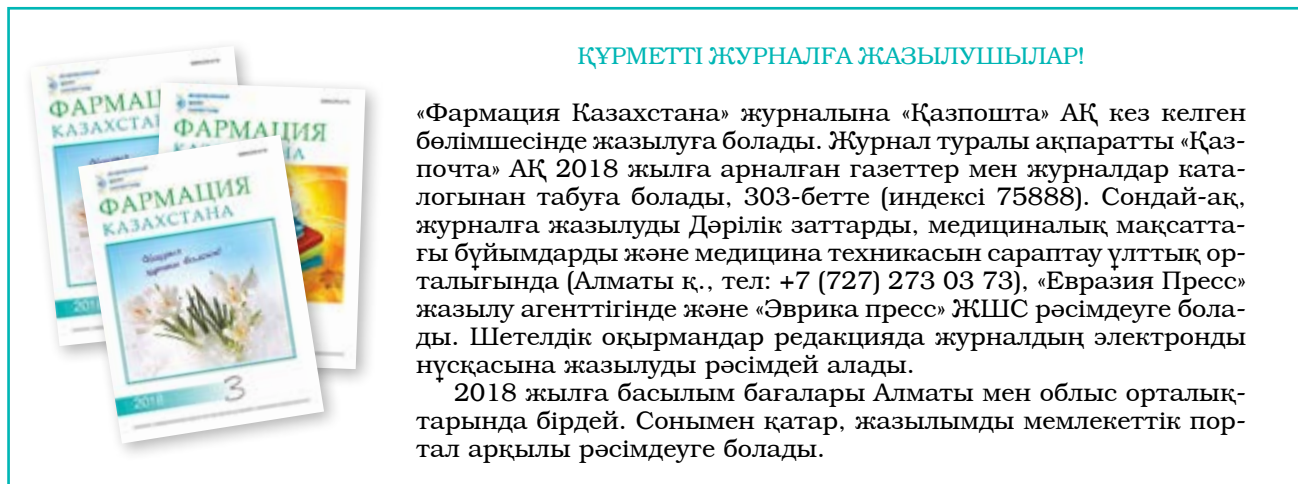 ФАРМАЦ
КАЗАХСТА
ФАРМАЦИЯ
ФАРМАЦИЯ
КАЗАХСТАНА
2018
3
ҚҰРМЕТТІ ЖУРНАЛҒА ЖАЗЫЛУШЫЛАР!
«Фармация Казахстана» журналына «Қазпошта» АҚ кез келген
бөлімшесінде жазылуға болады. Журнал туралы ақпаратты «Қаз-
почта» АҚ 2018 жылға арналған газеттер мен журналдар ката-
логынан табуға болады, 303-бетте (индексі 75888). Сондай-ақ,
журналға жазылуды Дәрілік заттарды, медициналық мақсатта-
ғы бұйымдарды және медицина техникасын сараптау ұлттық ор-
талығында (Алматы қ., тел: +7 (727) 273 03 73), «Евразия Пресс»
жазылу агенттігінде және «Эврика пресс» ЖШС рәсімдеуге бола-
ды. Шетелдік оқырмандар редакцияда журналдың электронды
нұсқасына жазылуды рәсімдей алады.
2018 жылға басылым бағалары Алматы мен облыс орталық-
тарында бірдей. Сонымен қатар, жазылымды мемлекеттік пор-
тал арқылы рәсімдеуге болады.